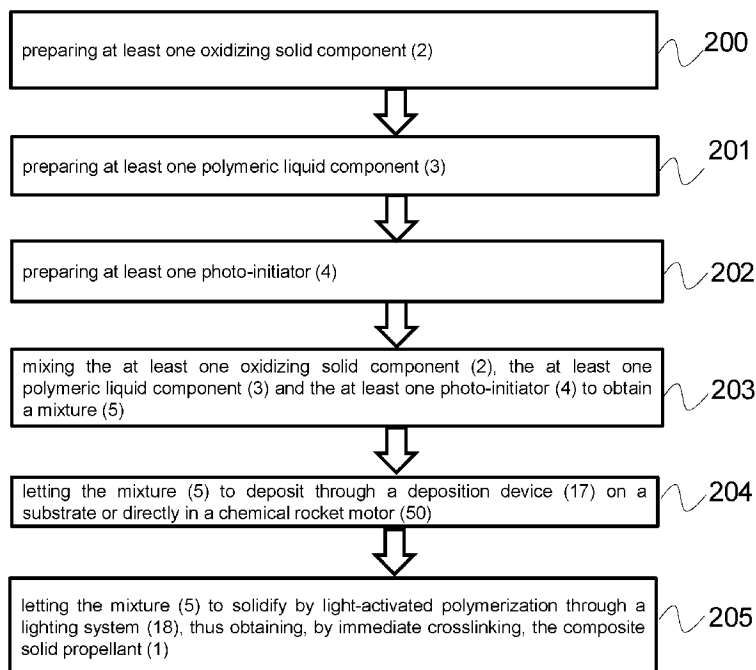 preparing at least one oxidizing solid component (2)
200
preparing at least one polymeric liquid component (3)
201
preparing at least one photo-initiator (4)
202
mixing the at least one oxidizing solid component (2), the at least one
polymeric liquid component (3) and the at least one photo-initiator (4) to obtain
a mixture (5)
203
letting the mixture (5) to deposit through a deposition device (17) on a
substrate or directly in a chemical rocket motor (50)
204
letting the mixture (5) to solidify by light-activated polymerization through a
lighting system (18), thus obtaining, by immediate crosslinking, the composite
solid propellant (1)
205